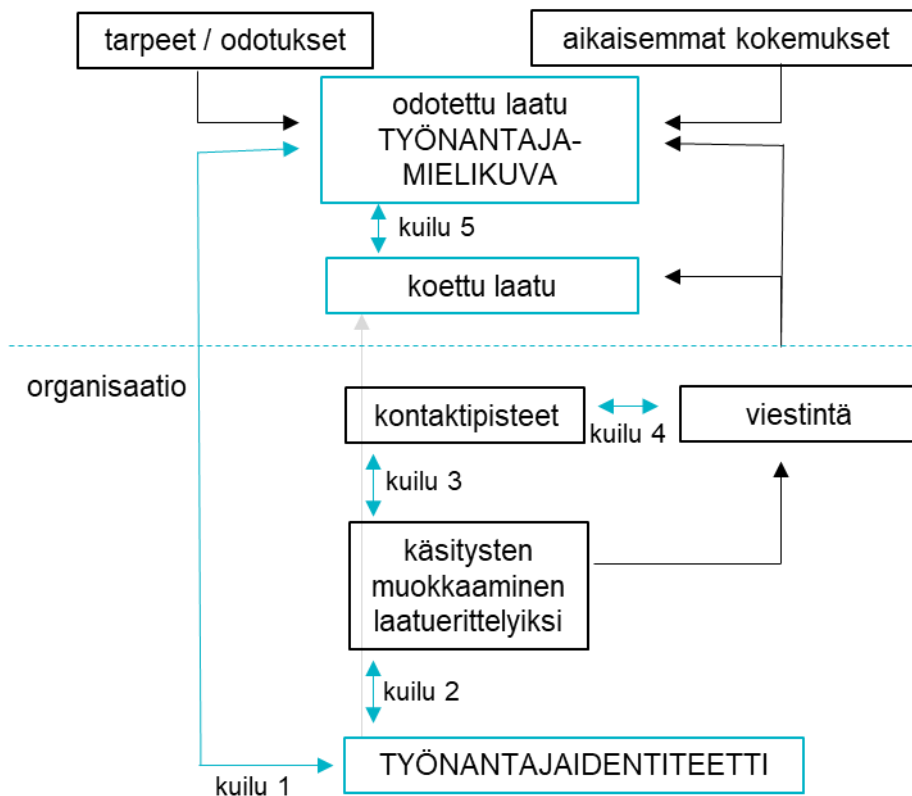 tarpeet / odotukset
aikaisemmat kokemukset
odotettu laatu
TYÖNANTAJA-
MIELIKUVA
kuilu 5
koettu laatu
organisaatio
kontaktipisteet
kuilu 4
viestintä
kuilu 3
käsitysten
muokkaaminen
laatuerittelyiksi
kuilu 2
TYÖNANTAJAIDENTITEETTI
kuilu 1